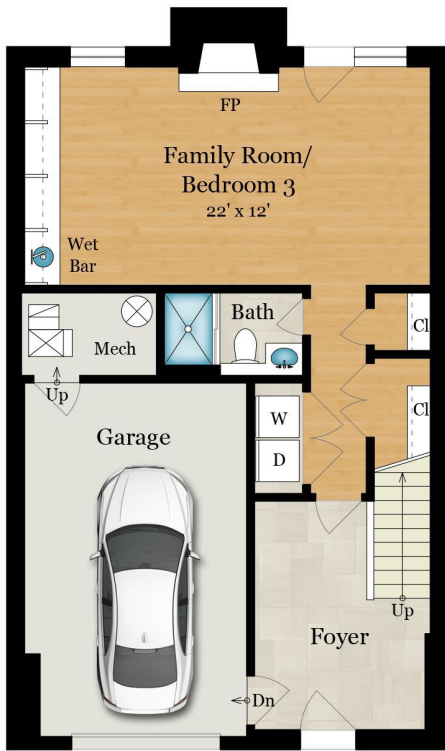 FP
Family Room/
Bedroom 3
22' x 12'
Wet
Bar
Bath
Cl
Mech
Up
Cl
W
D
Garage
Up
Foyer
Dn